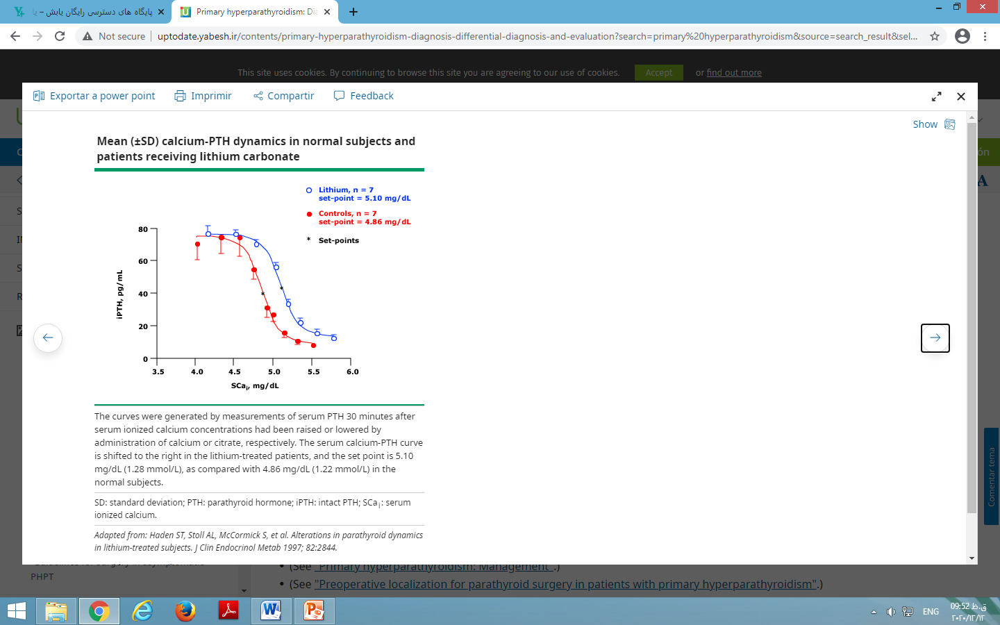 پایگاه های دسترسی رایگان یابش – یا
Primary hyperparathyroidism: Dia
Not secure
uptodate.yabesh.ir/contents/primary-hyperparathyroidism-diagnosis-differential-diagnosis-and-evaluation?search=primary%20hyperparathyroidism&source=search_result&sel...
This site uses cookies. By continuing to browse this site you are agreeing to our use of cookies. Accept or find out more
Exportar a power point Imprimir Compartir Feedback
Show
Mean (±SD) calcium-PTH dynamics in normal subjects and
patients receiving lithium carbonate
Lithium, n = 7
set-point = 5.10 mg/dL
Controls, n = 7
set-point = 4.86 mg/dL
* Set-points
80
60
40
20
0
iPTH, pg/mL
* *
3.5 4.0 4.5 5.0 5.5 6.0
SCai, mg/dL
The curves were generated by measurements of serum PTH 30 minutes after
serum ionized calcium concentrations had been raised or lowered by
administration of calcium or citrate, respectively. The serum calcium-PTH curve
is shifted to the right in the lithium-treated patients, and the set point is 5.10
mg/dL (1.28 mmol/L), as compared with 4.86 mg/dL (1.22 mmol/L) in the
normal subjects.
SD: standard deviation; PTH: parathyroid hormone; iPTH: intact PTH; SCai: serum
ionized calcium.
Adapted from: Haden ST, Stoll AL, McCormick S, et al. Alterations in parathyroid dynamics
in lithium-treated subjects. J Clin Endocrinol Metab 1997; 82:2844.
ón
A
Comentar tema
PHPT
• (See "Primary hyperparathyroidism: Management".)
• (See "Preoperative localization for parathyroid surgery in patients with primary hyperparathyroidism".)
ENG
09:52 ق.ظ
۲۰۲۰/۱۲/۱۲